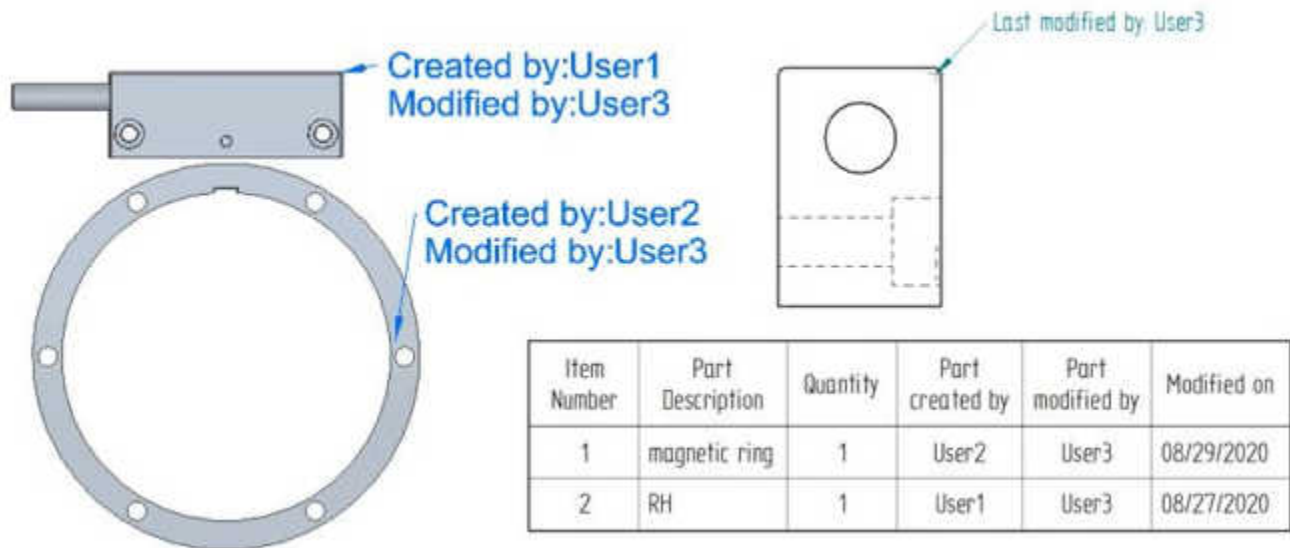 Last modified by: User3
Created by:User1
Modified by:User3
Created by:User2
Modified by:User3
Item Number Part Description Quantity Part created by Part modified by Modified on
1 magnetic ring 1 User2 User3 08/29/2020
2 RH 1 User1 User3 08/27/2020